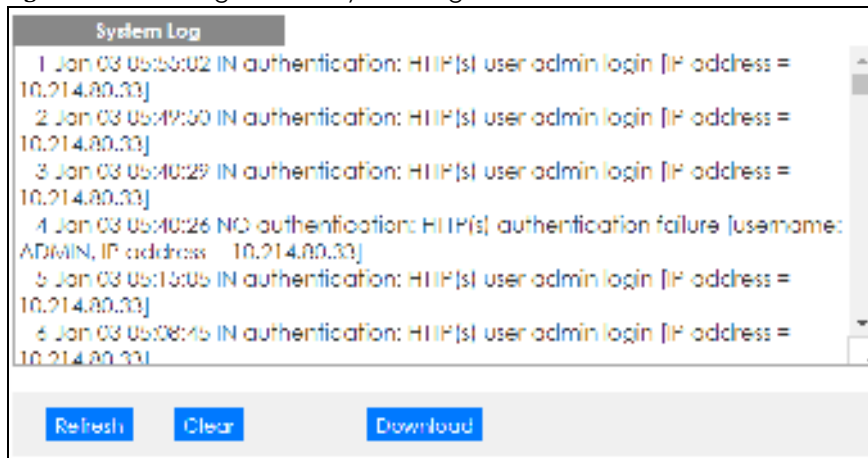 System Log
1 Jan 03 05:55:02 IN authentication: HTTP(s) user admin login [IP address =
10.214.80.33]
2 Jan 03 05:49:50 IN authentication: HTTP(s) user admin login [IP address =
10.214.80.33]
3 Jan 03 05:40:29 IN authentication: HTTP(s) user admin login [IP address =
10.214.80.33]
4 Jan 03 05:40:26 NO authentication: HTTP(s) authentication failure [username:
ADMIN, IP address = 10.214.80.33]
5 Jan 03 05:15:05 IN authentication: HTTP(s) user admin login [IP address =
10.214.80.33]
6 Jan 03 05:08:45 IN authentication: HTTP(s) user admin login [IP address =
10.214.80.33]
Refresh Clear Download